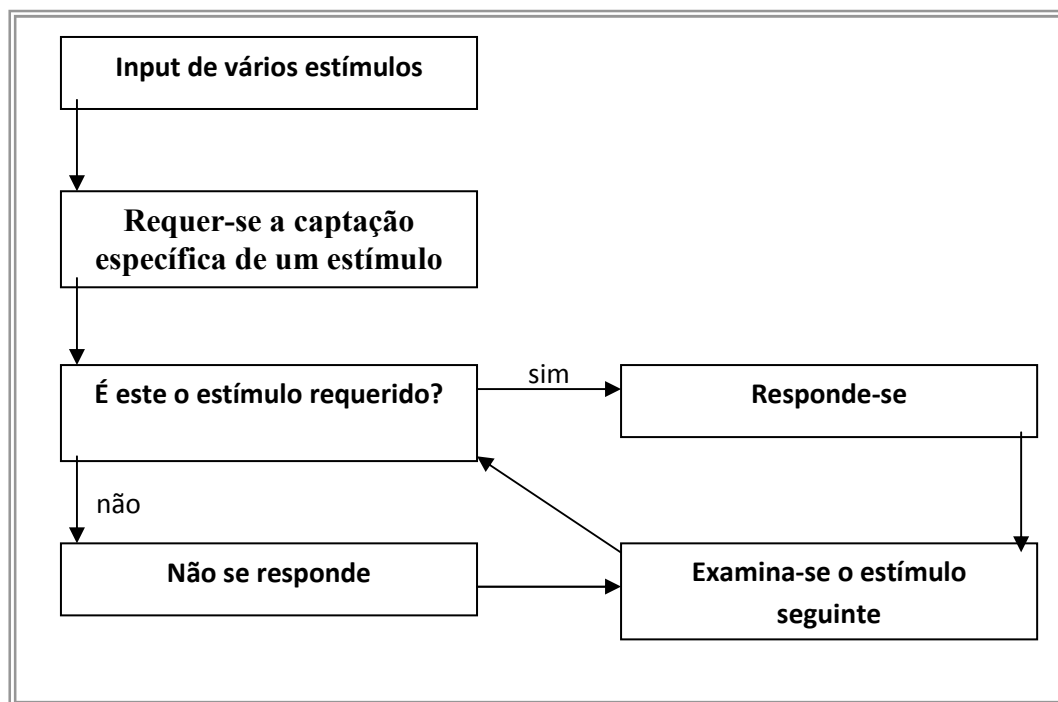 Input de vários estímulos
Requer-se a captação
específica de um estímulo
É este o estímulo requerido?
sim
Responde-se
não
Não se responde
Examina-se o estímulo
seguinte